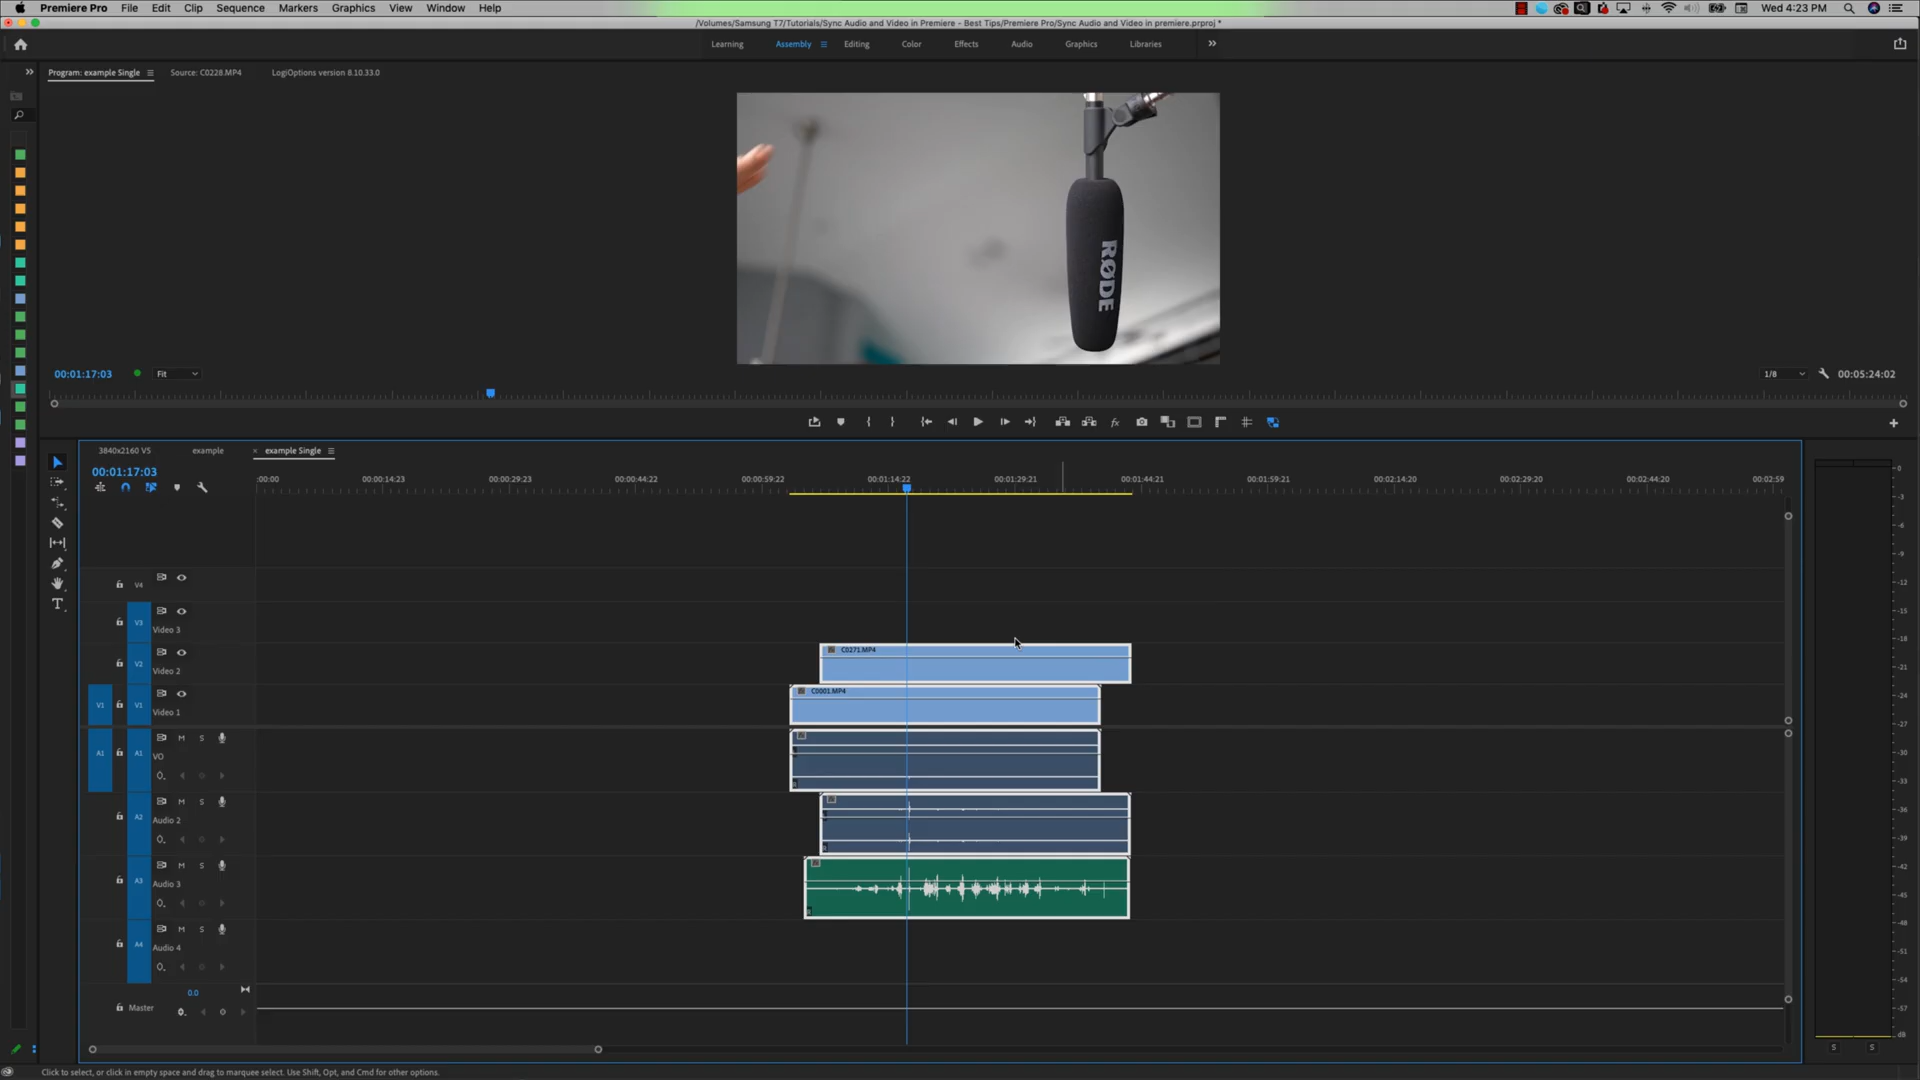 Premiere Pro File Edit Clip Sequence Markers Graphics View Window Help Wed 4:23 PM
/Volumes/Samsung T7/Tutorials/Sync Audio and Video in Premiere - Best Tips/Premiere Pro/Sync Audio and Video in premiere.prproj *
Learning Assembly Editing Color Effects Audio Graphics Libraries
Program: example Single Source: C0228.MP4 LogiOptions version 8.10.33.0
RØDE
00:01:17:03 Fit 1/8 00:05:24:02
3840x2160 V5 example × example Single
00:01:17:03
:00:00 00:00:14:23 00:00:29:23 00:00:44:22 00:00:59:22 00:01:14:22 00:01:29:21 00:01:44:21 00:01:59:21 00:02:14:20 00:02:29:20 00:02:44:20 00:02:59
V4
V3 Video 3
V2 Video 2 C0271.MP4
V1 V1 Video 1 C0001.MP4
A1 A1 M S VO
A2 M S Audio 2
A3 M S Audio 3
A4 M S Audio 4
0.0
Master
0
-3
-6
-9
-12
-15
-18
-21
-24
-27
-30
-33
-36
-39
-42
-45
-48
-51
-54
-57
dB
S S
Click to select, or click in empty space and drag to marquee select. Use Shift, Opt, and Cmd for other options.